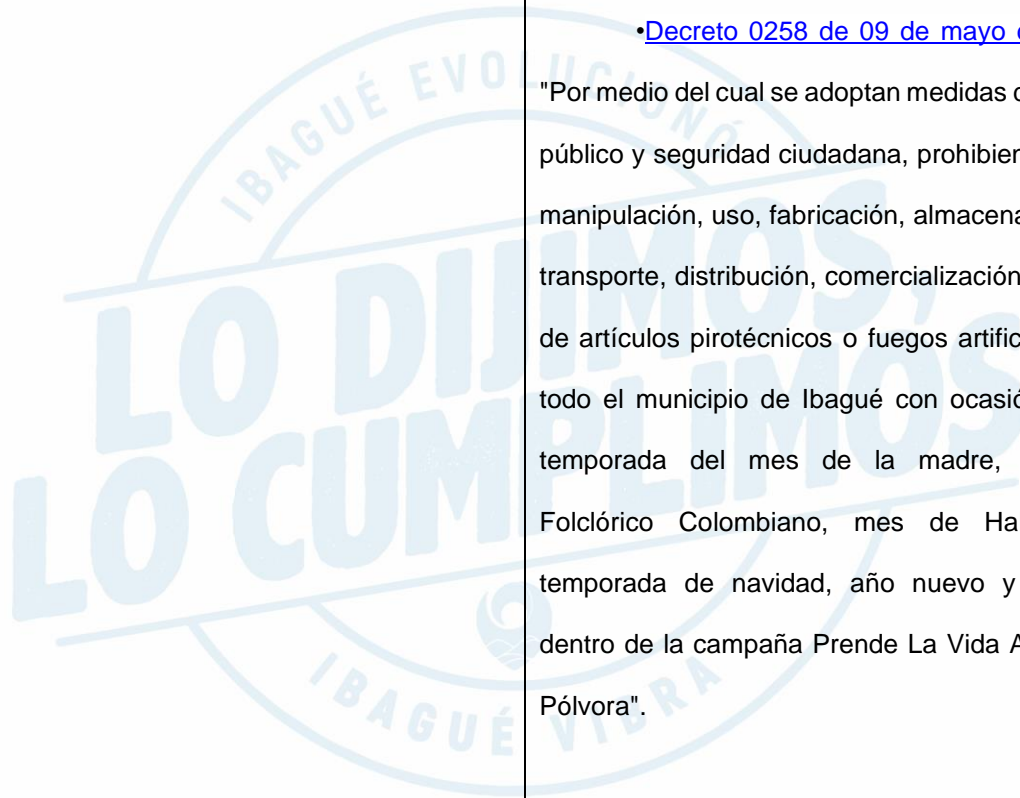 •Decreto 0258 de 09 de mayo
"Por medio del cual se adoptan medidas
público y seguridad ciudadana,
manipulación, uso, fabricación,
transporte, distribución, comercialización
de artículos pirotécnicos o fuegos
todo el municipio de Ibagué con
temporada del mes de la madre,
Folclórico Colombiano, mes de
temporada de navidad, año nuevo y
dentro de la campaña Prende La Vida
Pólvora".
IBAGUÉ EVOLUCIONÓ
LO DIJIMOS,
LO CUMPLIMOS
IBAGUÉ VIBRA